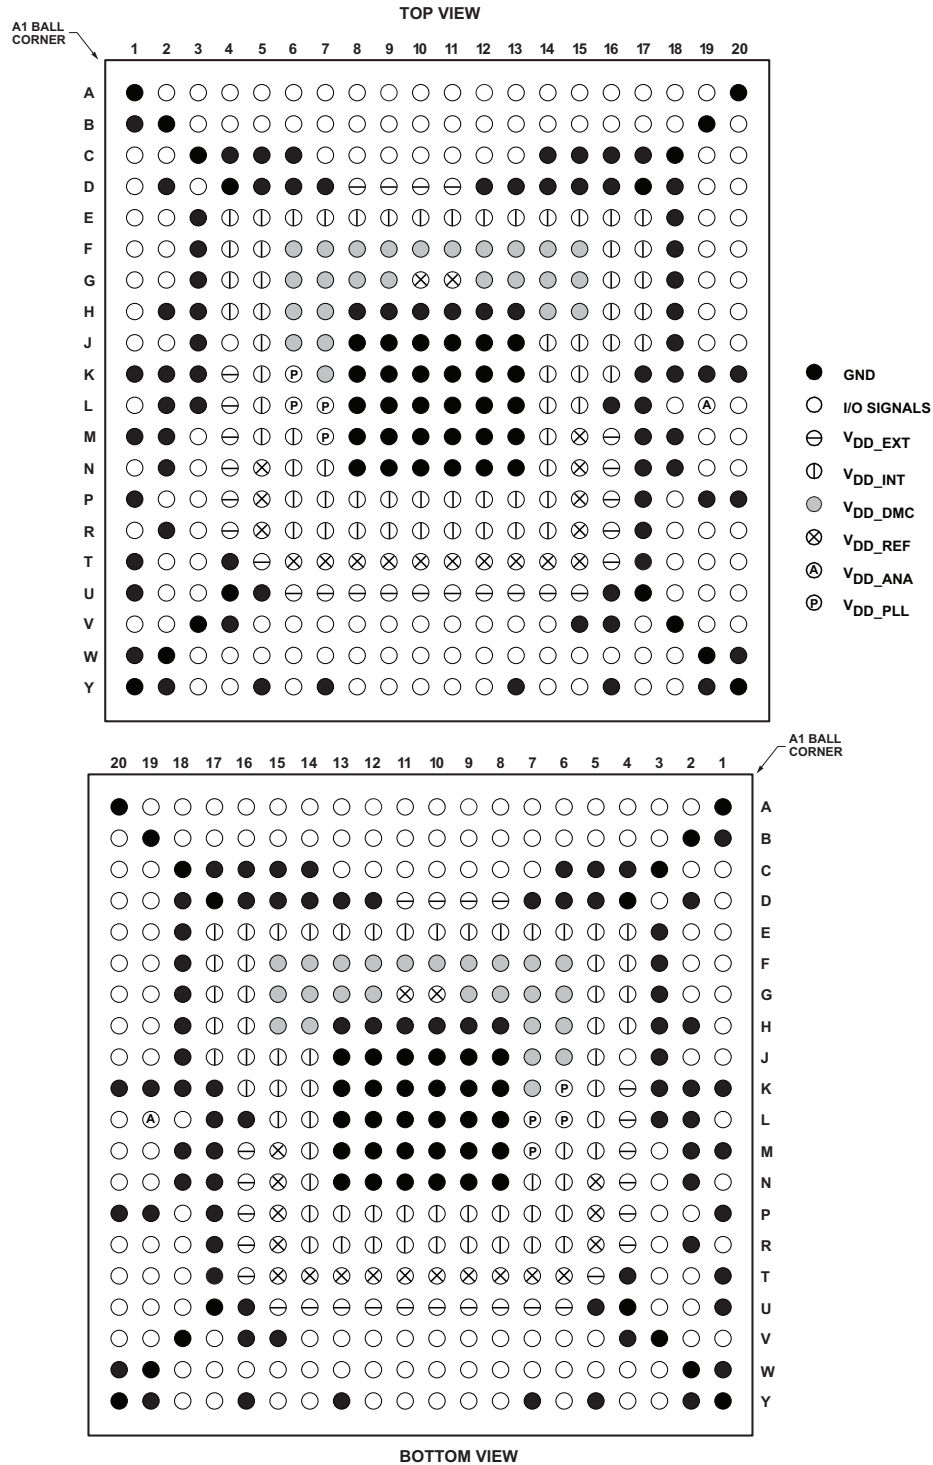 TOP VIEW
A1 BALL
CORNER
1 2 3 4 5 6 7 8 9 10 11 12 13 14 15 16 17 18 19 20
A
B
C
D
E
F
G
H
J
K P
L P P A
M P
N
P
R
T
U
V
W
Y
GND
I/O SIGNALS
VDD_EXT
VDD_INT
VDD_DMC
VDD_REF
A VDD_ANA
P VDD_PLL
A1 BALL
CORNER
20 19 18 17 16 15 14 13 12 11 10 9 8 7 6 5 4 3 2 1
A
B
C
D
E
F
G
H
J
P K
A P P L
P M
N
P
R
T
U
V
W
Y
BOTTOM VIEW